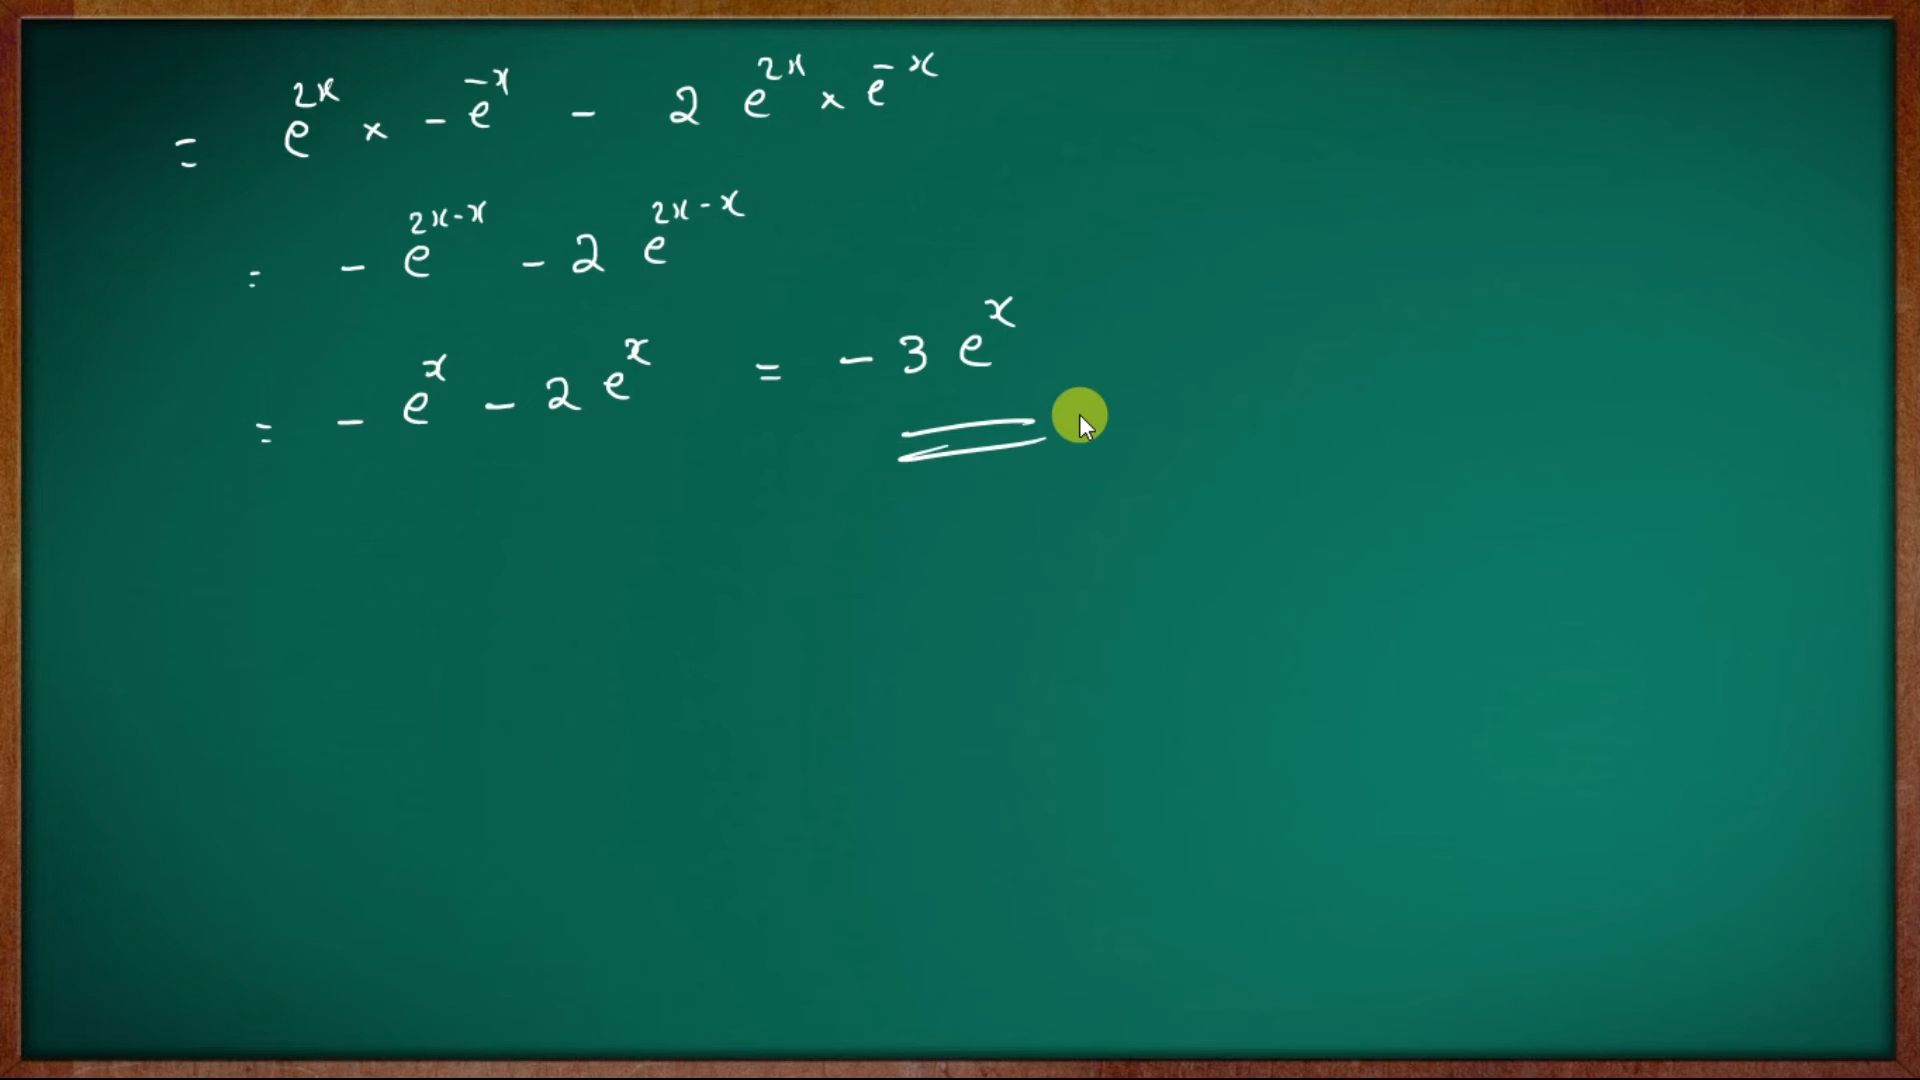 = e^{2x} × -e^{-x} - 2 e^{2x} × e^{-x}
= - e^{2x-x} - 2 e^{2x-x}
= - e^x - 2 e^x = - 3 e^x